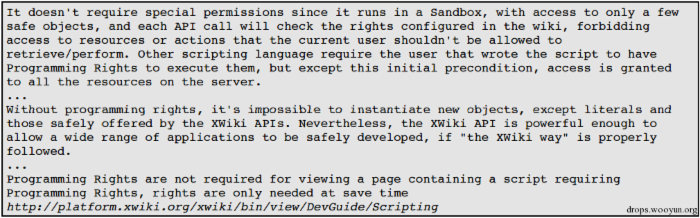 It doesn't require special permissions since it runs in a Sandbox, with access to only a few
safe objects, and each API call will check the rights configured in the wiki, forbidding
access to resources or actions that the current user shouldn't be allowed to
retrieve/perform. Other scripting language require the user that wrote the script to have
Programming Rights to execute them, but except this initial precondition, access is granted
to all the resources on the server.
...
Without programming rights, it's impossible to instantiate new objects, except literals and
those safely offered by the XWiki APIs. Nevertheless, the XWiki API is powerful enough to
allow a wide range of applications to be safely developed, if "the XWiki way" is properly
followed.
...
Programming Rights are not required for viewing a page containing a script requiring
Programming Rights, rights are only needed at save time
http://platform.xwiki.org/xwiki/bin/view/DevGuide/Scripting
drops.wooyun.org